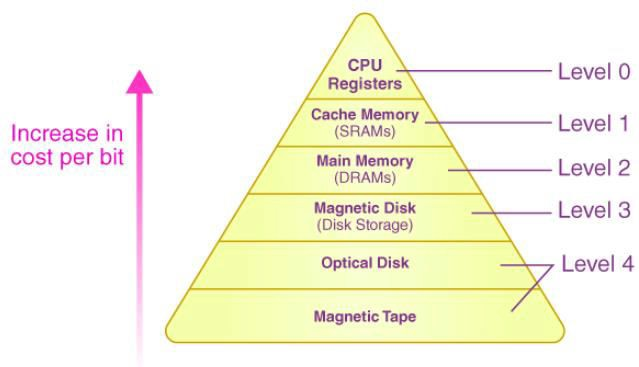 CPU
Registers
Level 0
Cache Memory
(SRAMs)
Level 1
Increase in
cost per bit
Main Memory
(DRAMs)
Level 2
Magnetic Disk
(Disk Storage)
Level 3
Optical Disk
Level 4
Magnetic Tape